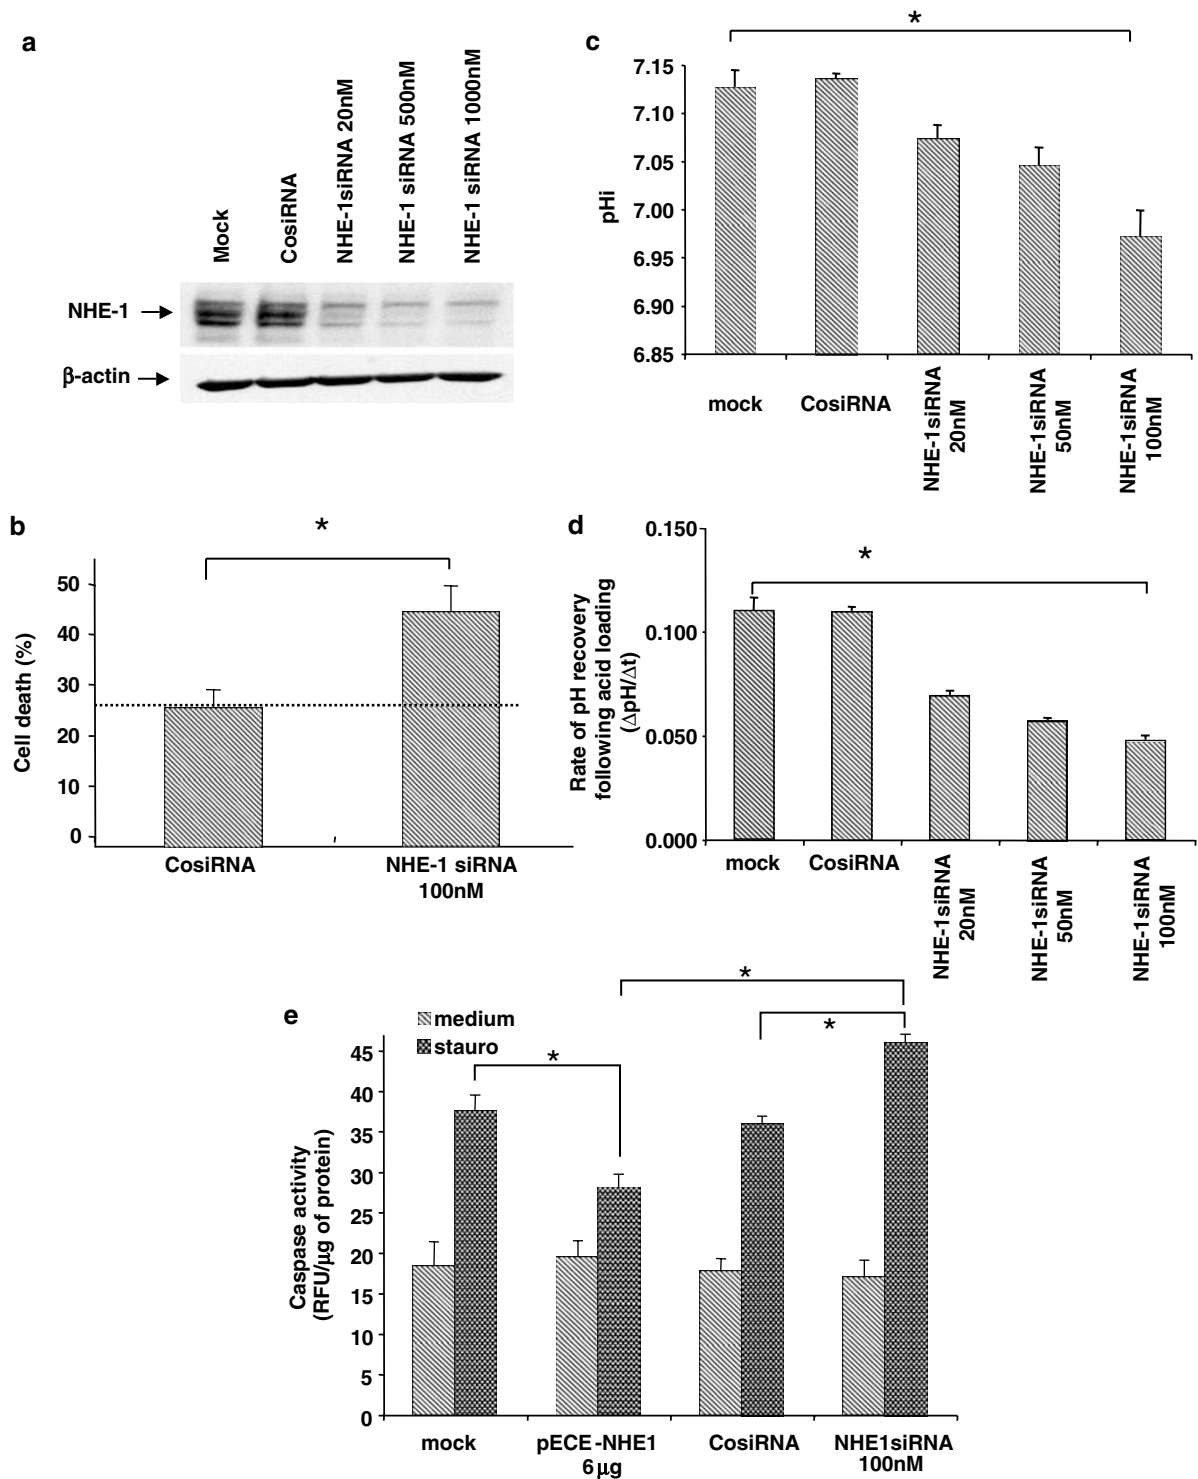 a
Mock
CosiRNA
NHE-1siRNA 20nM
NHE-1 siRNA 500nM
NHE-1 siRNA 1000nM
NHE-1
β-actin
c
*
pHi
7.15
7.10
7.05
7.00
6.95
6.90
6.85
mock
CosiRNA
NHE-1siRNA
20nM
NHE-1siRNA
50nM
NHE-1siRNA
100nM
b
*
Cell death (%)
50
40
30
20
10
0
CosiRNA
NHE-1 siRNA
100nM
d
*
Rate of pH recovery
following acid loading
(ΔpH/Δt)
0.150
0.100
0.050
0.000
mock
CosiRNA
NHE-1siRNA
20nM
NHE-1siRNA
50nM
NHE-1siRNA
100nM
e
medium
stauro
*
*
*
Caspase activity
(RFU/μg of protein)
45
40
35
30
25
20
15
10
5
0
mock
pECE-NHE1
6μg
CosiRNA
NHE1siRNA
100nM